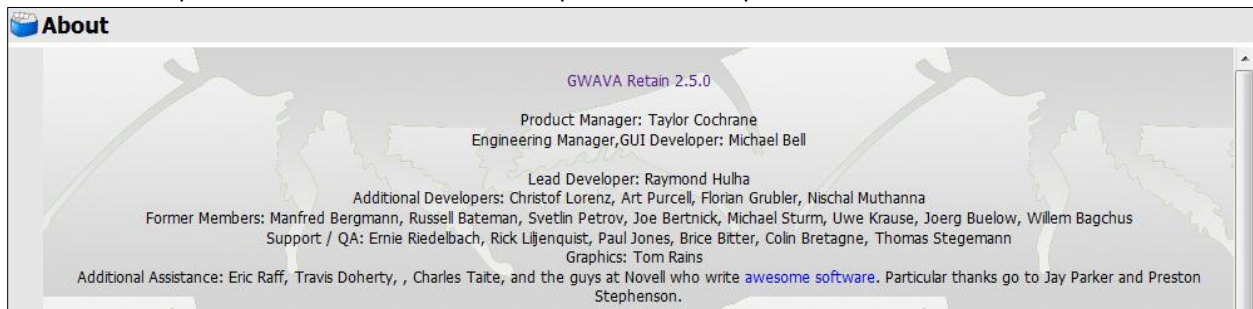 About
GWAVA Retain 2.5.0
Product Manager: Taylor Cochrane
Engineering Manager,GUI Developer: Michael Bell
Lead Developer: Raymond Hulha
Additional Developers: Christof Lorenz, Art Purcell, Florian Grubler, Nischal Muthanna
Former Members: Manfred Bergmann, Russell Bateman, Svetlin Petrov, Joe Bertnick, Michael Sturm, Uwe Krause, Joerg Buelow, Willem Bagchus
Support / QA: Ernie Riedelbach, Rick Liljenquist, Paul Jones, Brice Bitter, Colin Bretagne, Thomas Stegemann
Graphics: Tom Rains
Additional Assistance: Eric Raff, Travis Doherty, , Charles Taite, and the guys at Novell who write awesome software. Particular thanks go to Jay Parker and Preston
Stephenson.